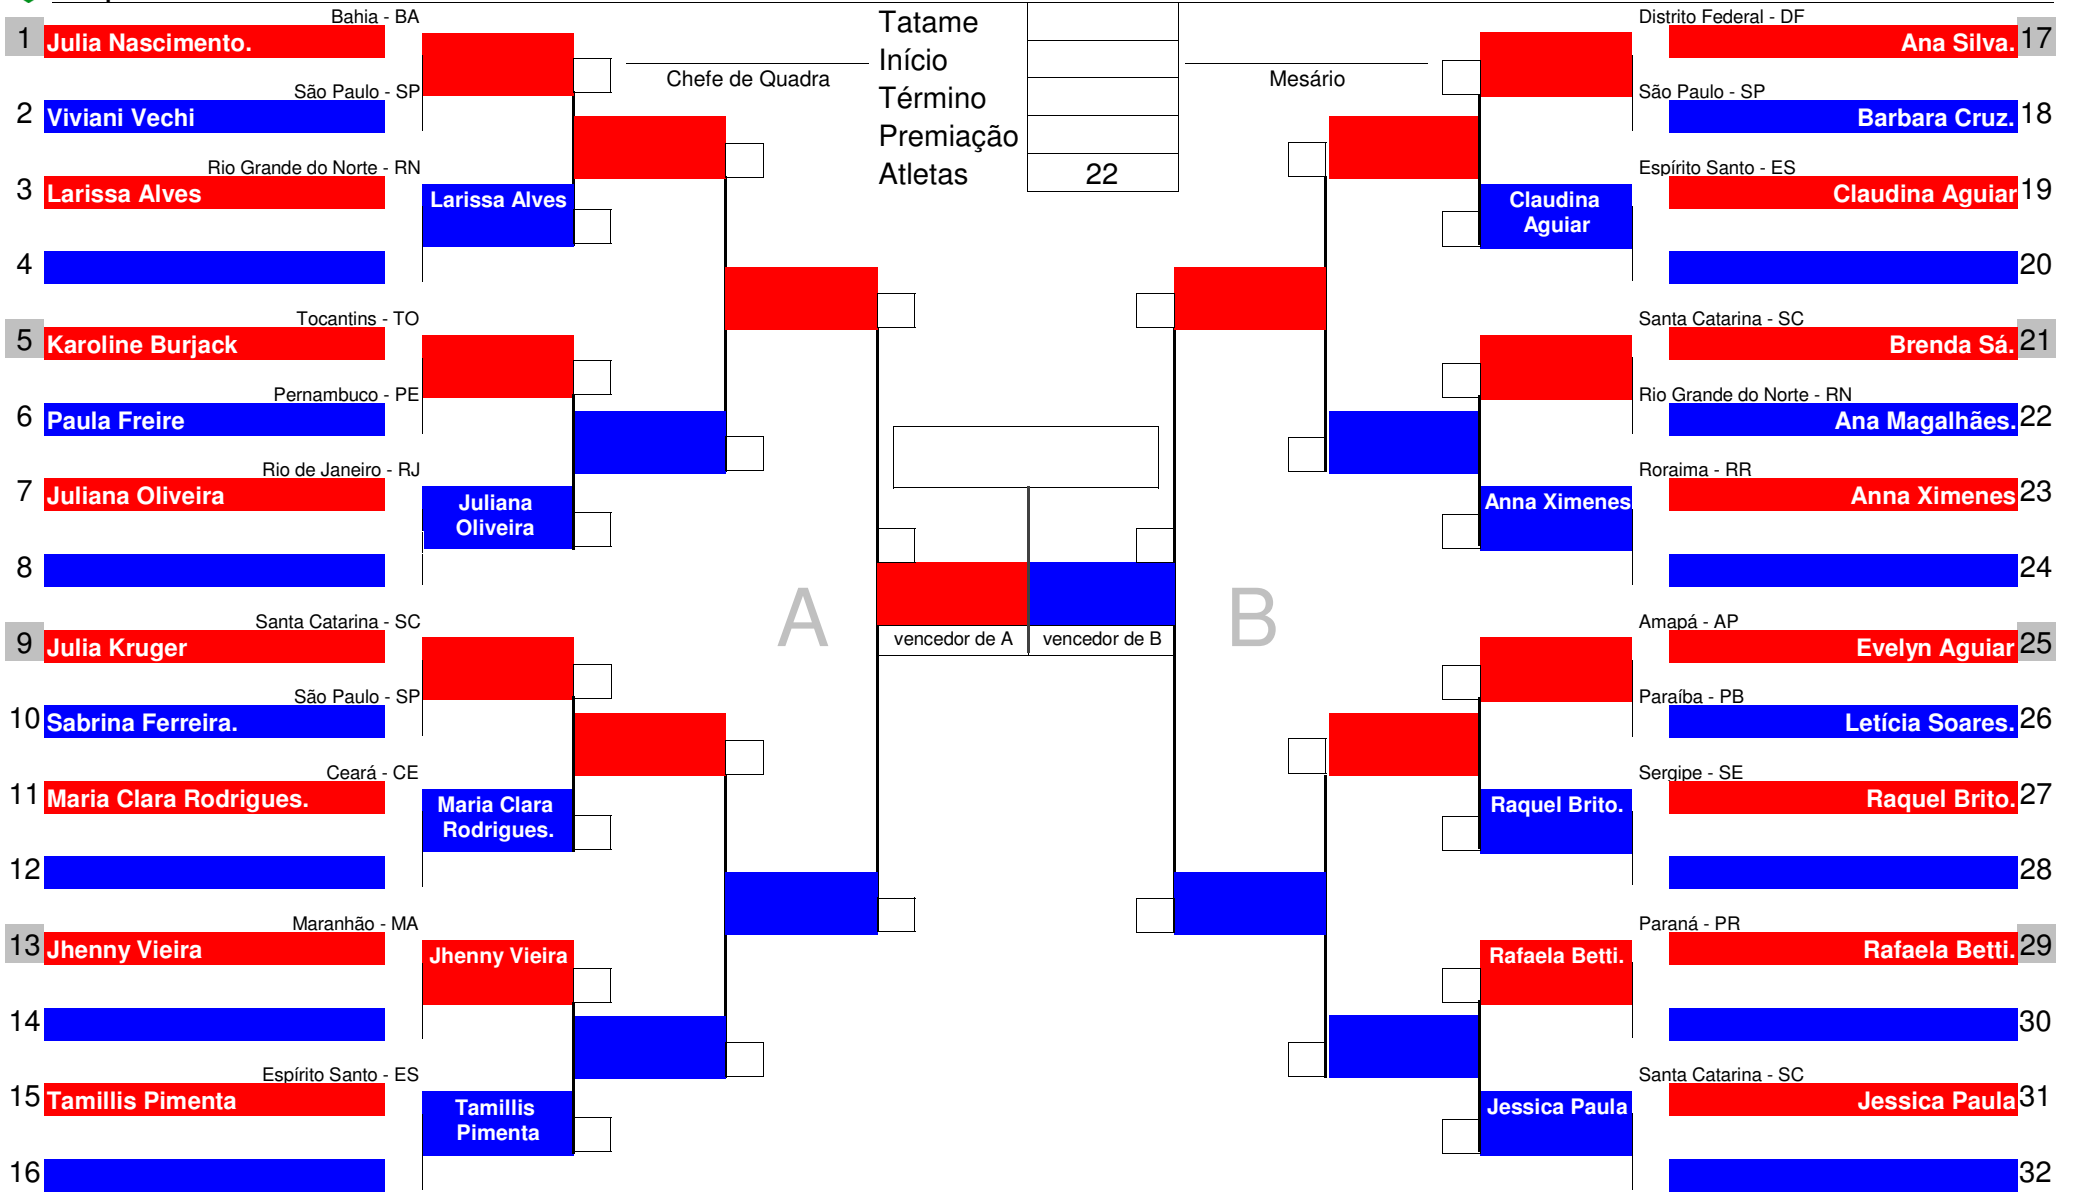 Tatame
Início
Término
Premiação
Atletas 22
Chefe de Quadra
Mesário
Bahia - BA
1 Julia Nascimento.
São Paulo - SP
2 Viviani Vechi
Rio Grande do Norte - RN
3 Larissa Alves
4
Tocantins - TO
5 Karoline Burjack
Pernambuco - PE
6 Paula Freire
Rio de Janeiro - RJ
7 Juliana Oliveira
8
Santa Catarina - SC
9 Julia Kruger
São Paulo - SP
10 Sabrina Ferreira.
Ceará - CE
11 Maria Clara Rodrigues.
12
Maranhão - MA
13 Jhenny Vieira
14
Espírito Santo - ES
15 Tamillis Pimenta
16
Larissa Alves
Juliana
Oliveira
Maria Clara
Rodrigues.
Jhenny Vieira
Tamillis
Pimenta
A
B
vencedor de A
vencedor de B
Claudina
Aguiar
Anna Ximenes
Raquel Brito.
Rafaela Betti.
Jessica Paula
Distrito Federal - DF
Ana Silva. 17
São Paulo - SP
Barbara Cruz. 18
Espírito Santo - ES
Claudina Aguiar 19
20
Santa Catarina - SC
Brenda Sá. 21
Rio Grande do Norte - RN
Ana Magalhães. 22
Roraima - RR
Anna Ximenes 23
24
Amapá - AP
Evelyn Aguiar 25
Paraíba - PB
Letícia Soares. 26
Sergipe - SE
Raquel Brito. 27
28
Paraná - PR
Rafaela Betti. 29
30
Santa Catarina - SC
Jessica Paula 31
32